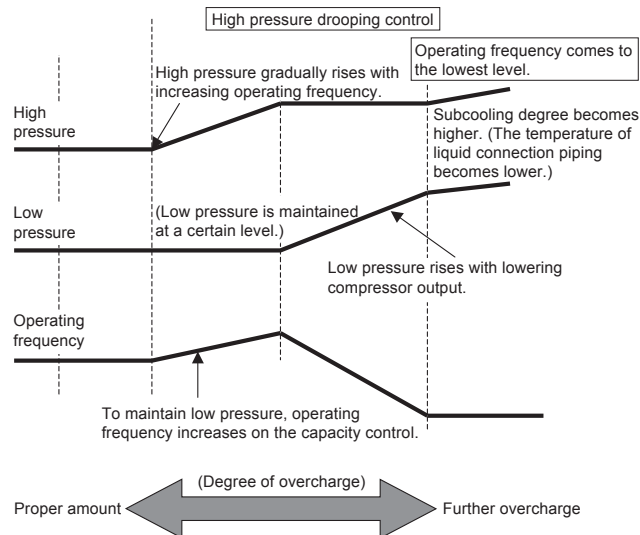 High pressure drooping control
Operating frequency comes to
the lowest level.
High pressure gradually rises with
increasing operating frequency.
High
pressure
Subcooling degree becomes
higher. (The temperature of
liquid connection piping
becomes lower.)
Low
pressure
(Low pressure is maintained
at a certain level.)
Low pressure rises with lowering
compressor output.
Operating
frequency
To maintain low pressure, operating
frequency increases on the capacity control.
(Degree of overcharge)
Proper amount
Further overcharge